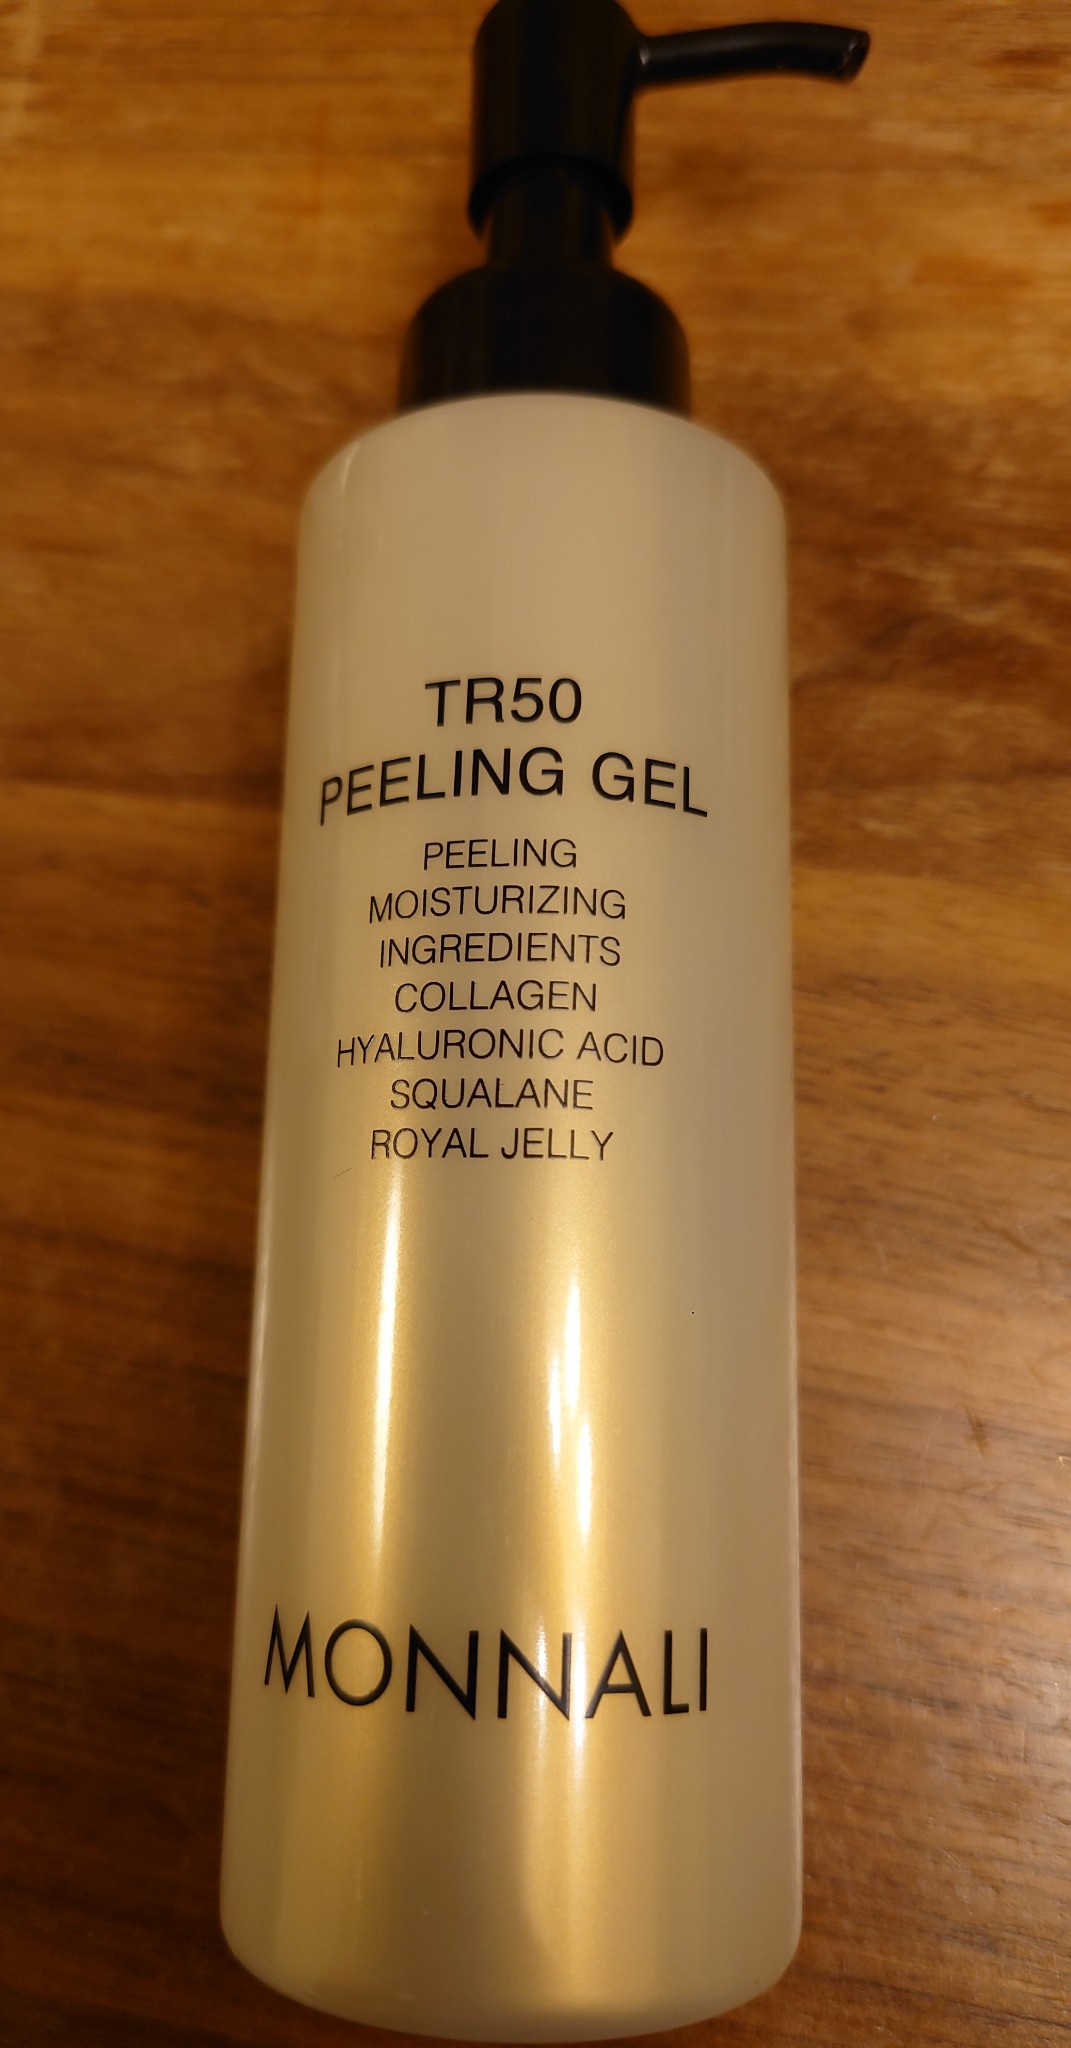 TR50
PEELING GEL
PEELING
MOISTURIZING
INGREDIENTS
COLLAGEN
HYALURONIC ACID
SQUALANE
ROYAL JELLY
MONNALI